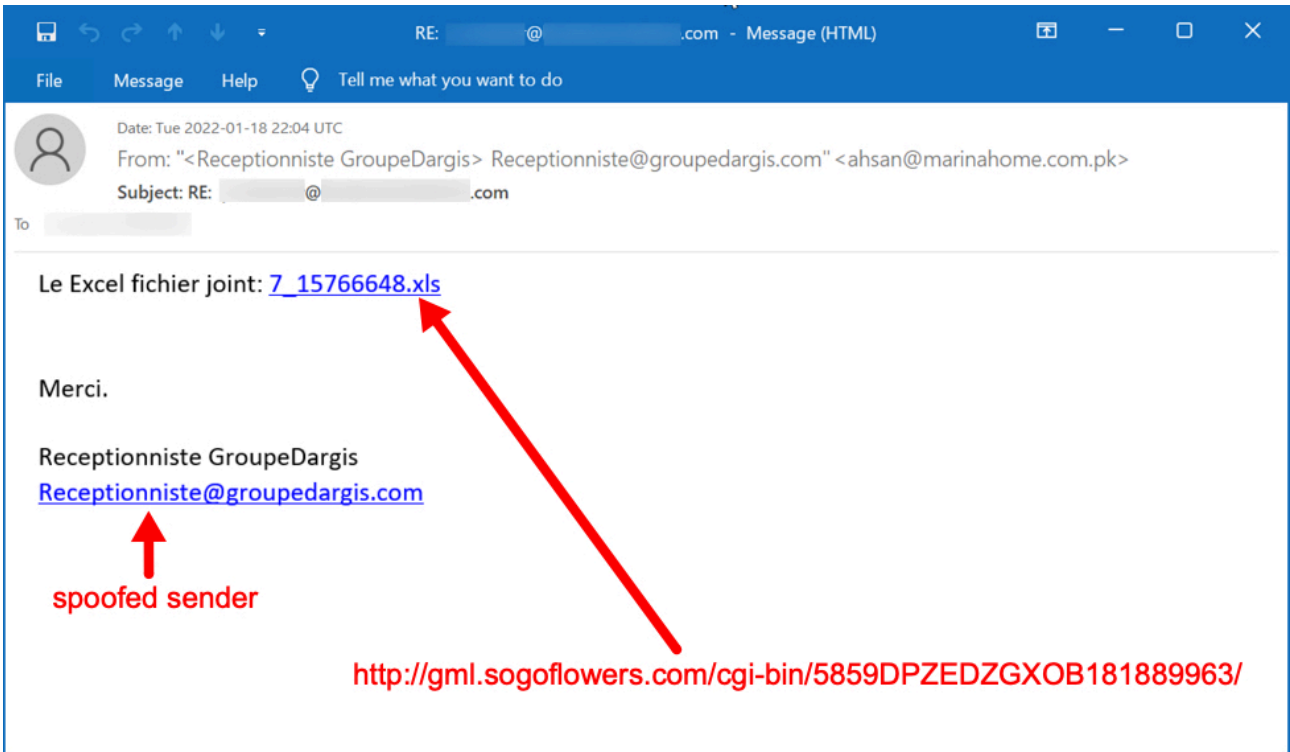 RE: @ .com - Message (HTML)
File Message Help Tell me what you want to do
Date: Tue 2022-01-18 22:04 UTC
From: "<Receptionniste GroupeDargis> Receptionniste@groupedargis.com" <ahsan@marinahome.com.pk>
Subject: RE: @ .com
To
Le Excel fichier joint: 7_15766648.xls
Merci.
Receptionniste GroupeDargis
Receptionniste@groupedargis.com
spoofed sender
http://gml.sogoflowers.com/cgi-bin/5859DPZEDZGXOB181889963/